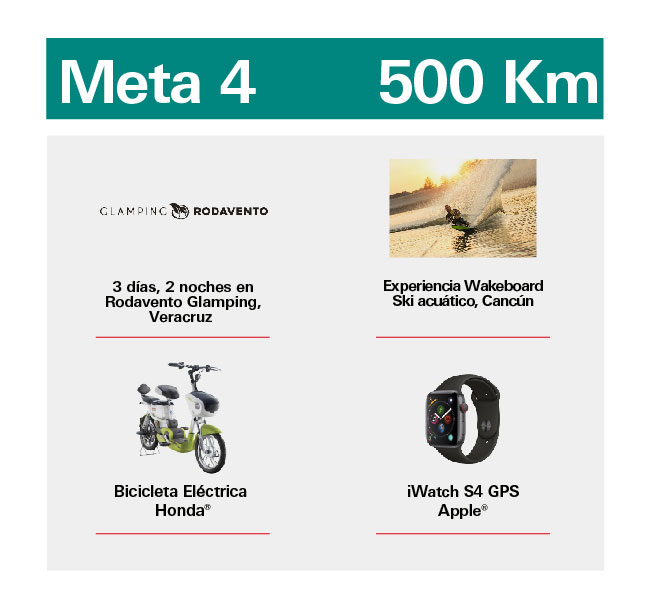 Meta 4 500 Km
GLAMPING RODAVENTO
3 días, 2 noches en
Rodavento Glamping,
Veracruz
Experiencia Wakeboard
Ski acuático, Cancún
Bicicleta Eléctrica
Honda®
iWatch S4 GPS
Apple®